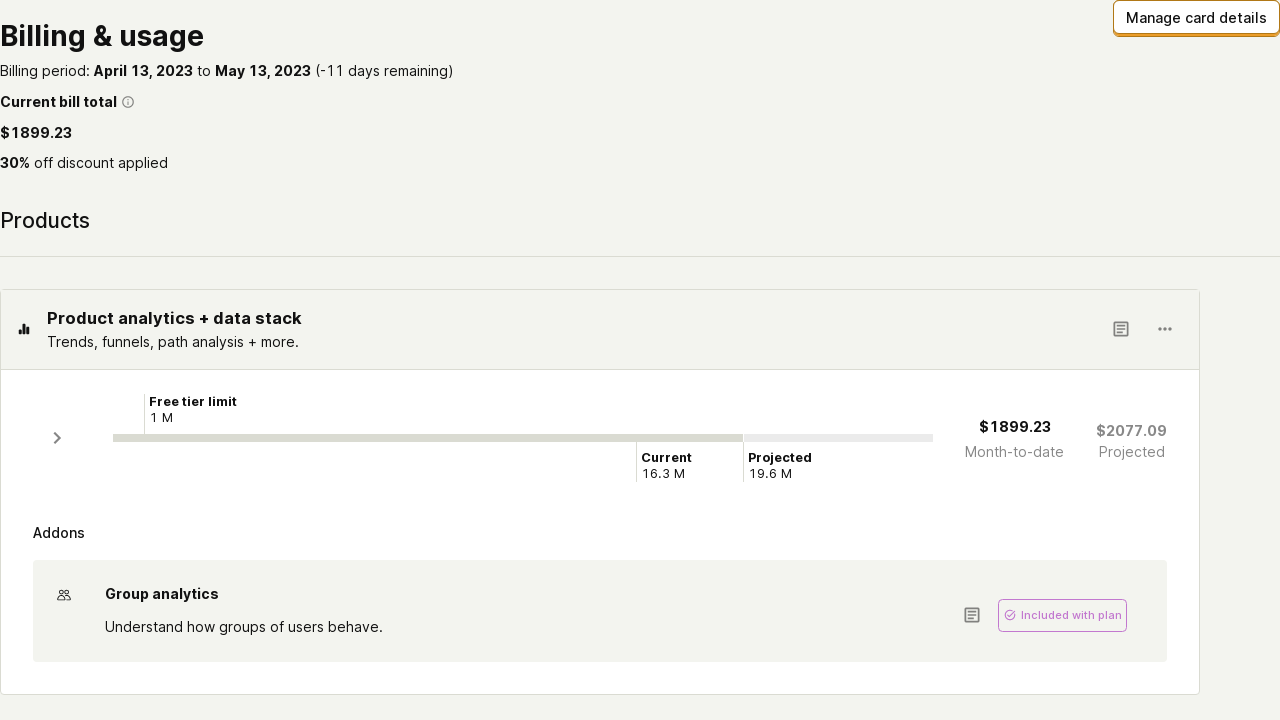 Manage card details
Billing & usage
Billing period: April 13, 2023 to May 13, 2023 (-11 days remaining)
Current bill total
$1899.23
30% off discount applied
Products
Product analytics + data stack
Trends, funnels, path analysis + more.
Free tier limit
1 M
Current
16.3 M
Projected
19.6 M
$1899.23
Month-to-date
$2077.09
Projected
Addons
Group analytics
Understand how groups of users behave.
Included with plan